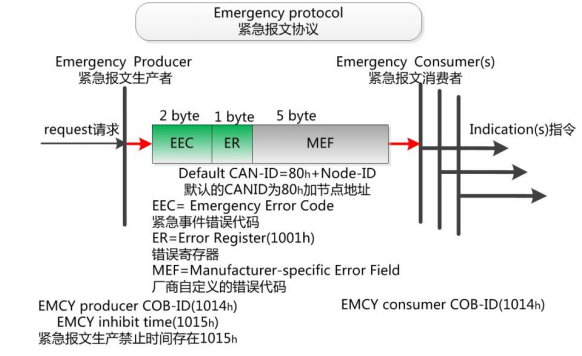 Emergency protocol
紧急报文协议
Emergency Producer
紧急报文生产者
Emergency Consumer(s)
紧急报文消费者
2 byte 1 byte 5 byte
request请求
EEC ER MEF
Indication(s)指令
Default CAN-ID=80h+Node-ID
默认的CANID为80h加节点地址
EEC= Emergency Error Code
紧急事件错误代码
ER=Error Register(1001h)
错误寄存器
MEF=Manufacturer-specific Error Field
厂商自定义的错误代码
EMCY producer COB-ID(1014h)
EMCY inhibit time(1015h)
紧急报文生产禁止时间存在1015h
EMCY consumer COB-ID(1014h)